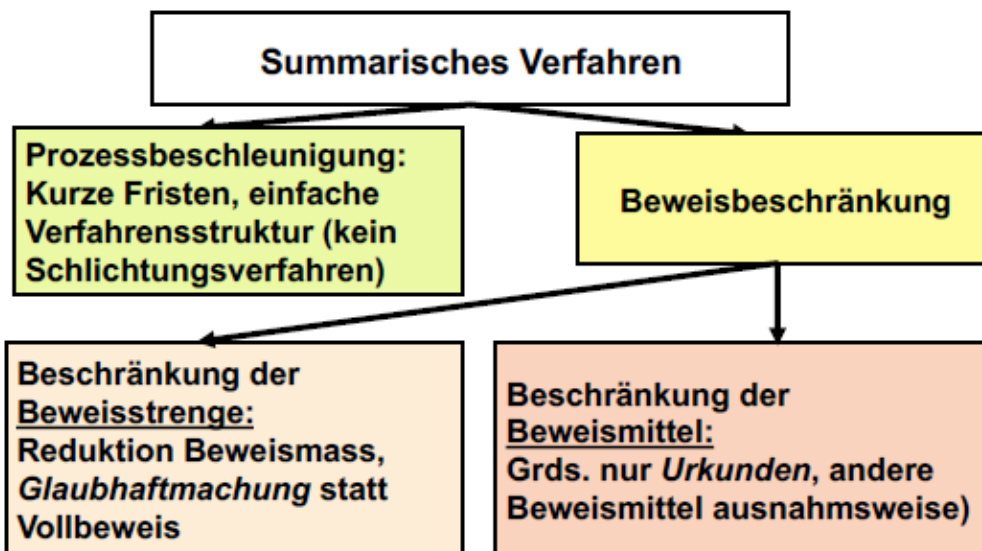 Summarisches Verfahren
Prozessbeschleunigung:
Kurze Fristen, einfache
Verfahrensstruktur (kein
Schlichtungsverfahren)
Beweisbeschränkung
Beschränkung der
Beweisstrenge:
Reduktion Beweismass,
Glaubhaftmachung statt
Vollbeweis
Beschränkung der
Beweismittel:
Grds. nur Urkunden, andere
Beweismittel ausnahmsweise)